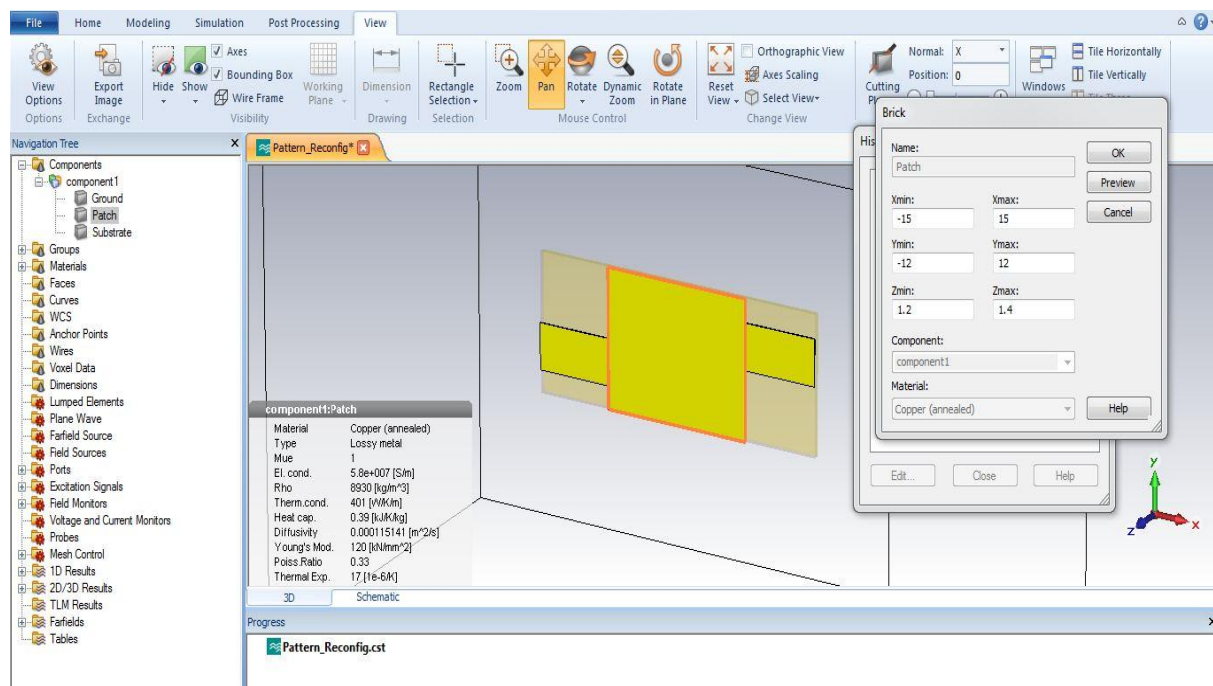 File Home Modeling Simulation Post Processing View
Axes
Bounding Box
Wire Frame
View Options
Export Image
Hide Show
Working Plane
Dimension
Rectangle Selection
Zoom Pan Rotate Dynamic Zoom Rotate in Plane
Reset View
Orthographic View
Axes Scaling
Select View
Cutting
Normal: X
Position: 0
Windows
Tile Horizontally
Tile Vertically
Options Exchange Visibility Drawing Selection Mouse Control Change View
Navigation Tree x
Components
component1
Ground
Patch
Substrate
Groups
Materials
Faces
Curves
WCS
Anchor Points
Wires
Voxel Data
Dimensions
Lumped Elements
Plane Wave
Farfield Source
Field Sources
Ports
Excitation Signals
Field Monitors
Voltage and Current Monitors
Probes
Mesh Control
1D Results
2D/3D Results
TLM Results
Farfields
Tables
Pattern_Reconfig*
component1:Patch
Material Copper (annealed)
Type Lossy metal
Mue 1
El. cond. 5.8e+007 [S/m]
Rho 8930 [kg/m^3]
Therm.cond. 401 [W/K/m]
Heat cap. 0.39 [kJ/K/kg]
Diffusivity 0.000115141 [m^2/s]
Young's Mod. 120 [kN/mm^2]
Poiss.Ratio 0.33
Thermal Exp. 17 [1e-6/K]
3D Schematic
Progress x
Pattern_Reconfig.cst
His
Brick
Name:
Patch
OK
Preview
Cancel
Xmin: Xmax:
-15 15
Ymin: Ymax:
-12 12
Zmin: Zmax:
1.2 1.4
Component:
component1
Material:
Copper (annealed)
Help
Edit... Close Help
y
x
z